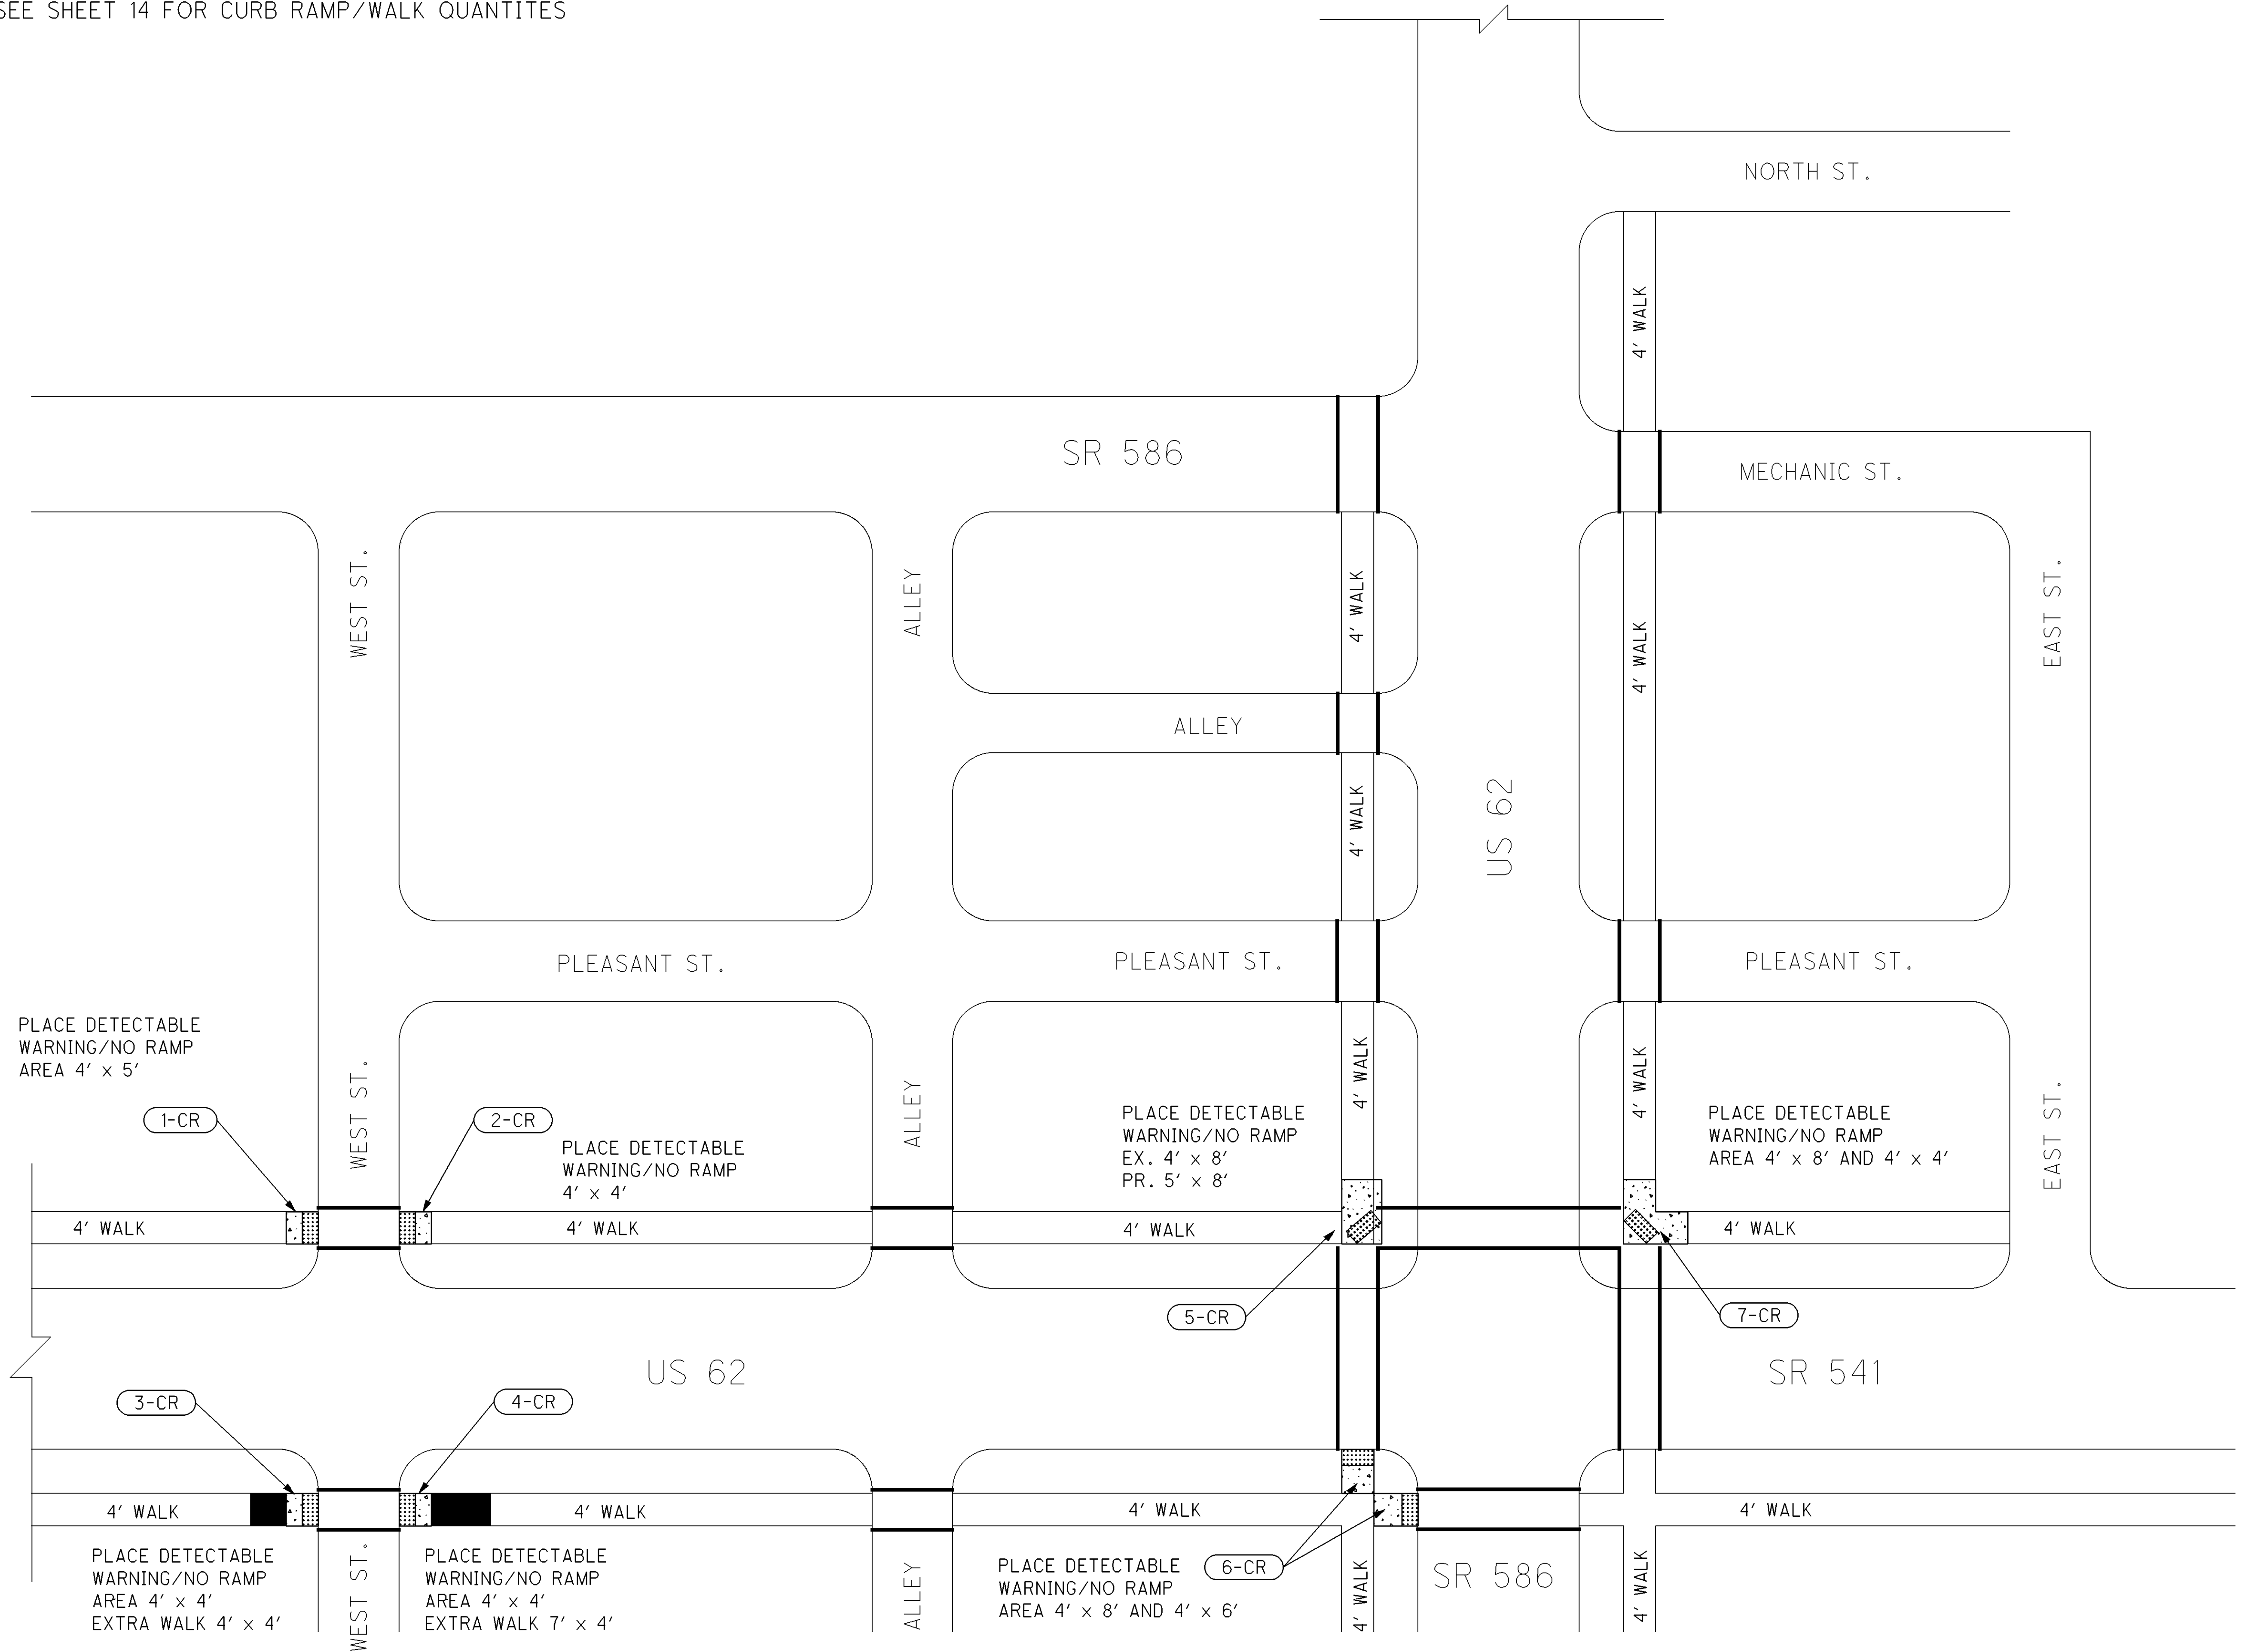 SEE SHEET 14 FOR CURB RAMP/WALK QUANTITES
NORTH ST.
4' WALK
SR 586
MECHANIC ST.
WEST ST.
ALLEY
4' WALK
4' WALK
EAST ST.
ALLEY
US 62
4' WALK
PLEASANT ST.
PLEASANT ST.
PLEASANT ST.
PLACE DETECTABLE
WARNING/NO RAMP
AREA 4' x 5'
1-CR
WEST ST.
2-CR
PLACE DETECTABLE
WARNING/NO RAMP
4' x 4'
ALLEY
PLACE DETECTABLE
WARNING/NO RAMP
EX. 4' x 8'
PR. 5' x 8'
4' WALK
4' WALK
PLACE DETECTABLE
WARNING/NO RAMP
AREA 4' x 8' AND 4' x 4'
EAST ST.
4' WALK
4' WALK
4' WALK
4' WALK
5-CR
7-CR
US 62
SR 541
3-CR
4-CR
4' WALK
4' WALK
4' WALK
4' WALK
PLACE DETECTABLE
WARNING/NO RAMP
AREA 4' x 4'
EXTRA WALK 4' x 4'
WEST ST.
PLACE DETECTABLE
WARNING/NO RAMP
AREA 4' x 4'
EXTRA WALK 7' x 4'
ALLEY
PLACE DETECTABLE
WARNING/NO RAMP
AREA 4' x 8' AND 4' x 6'
6-CR
4' WALK
SR 586
4' WALK